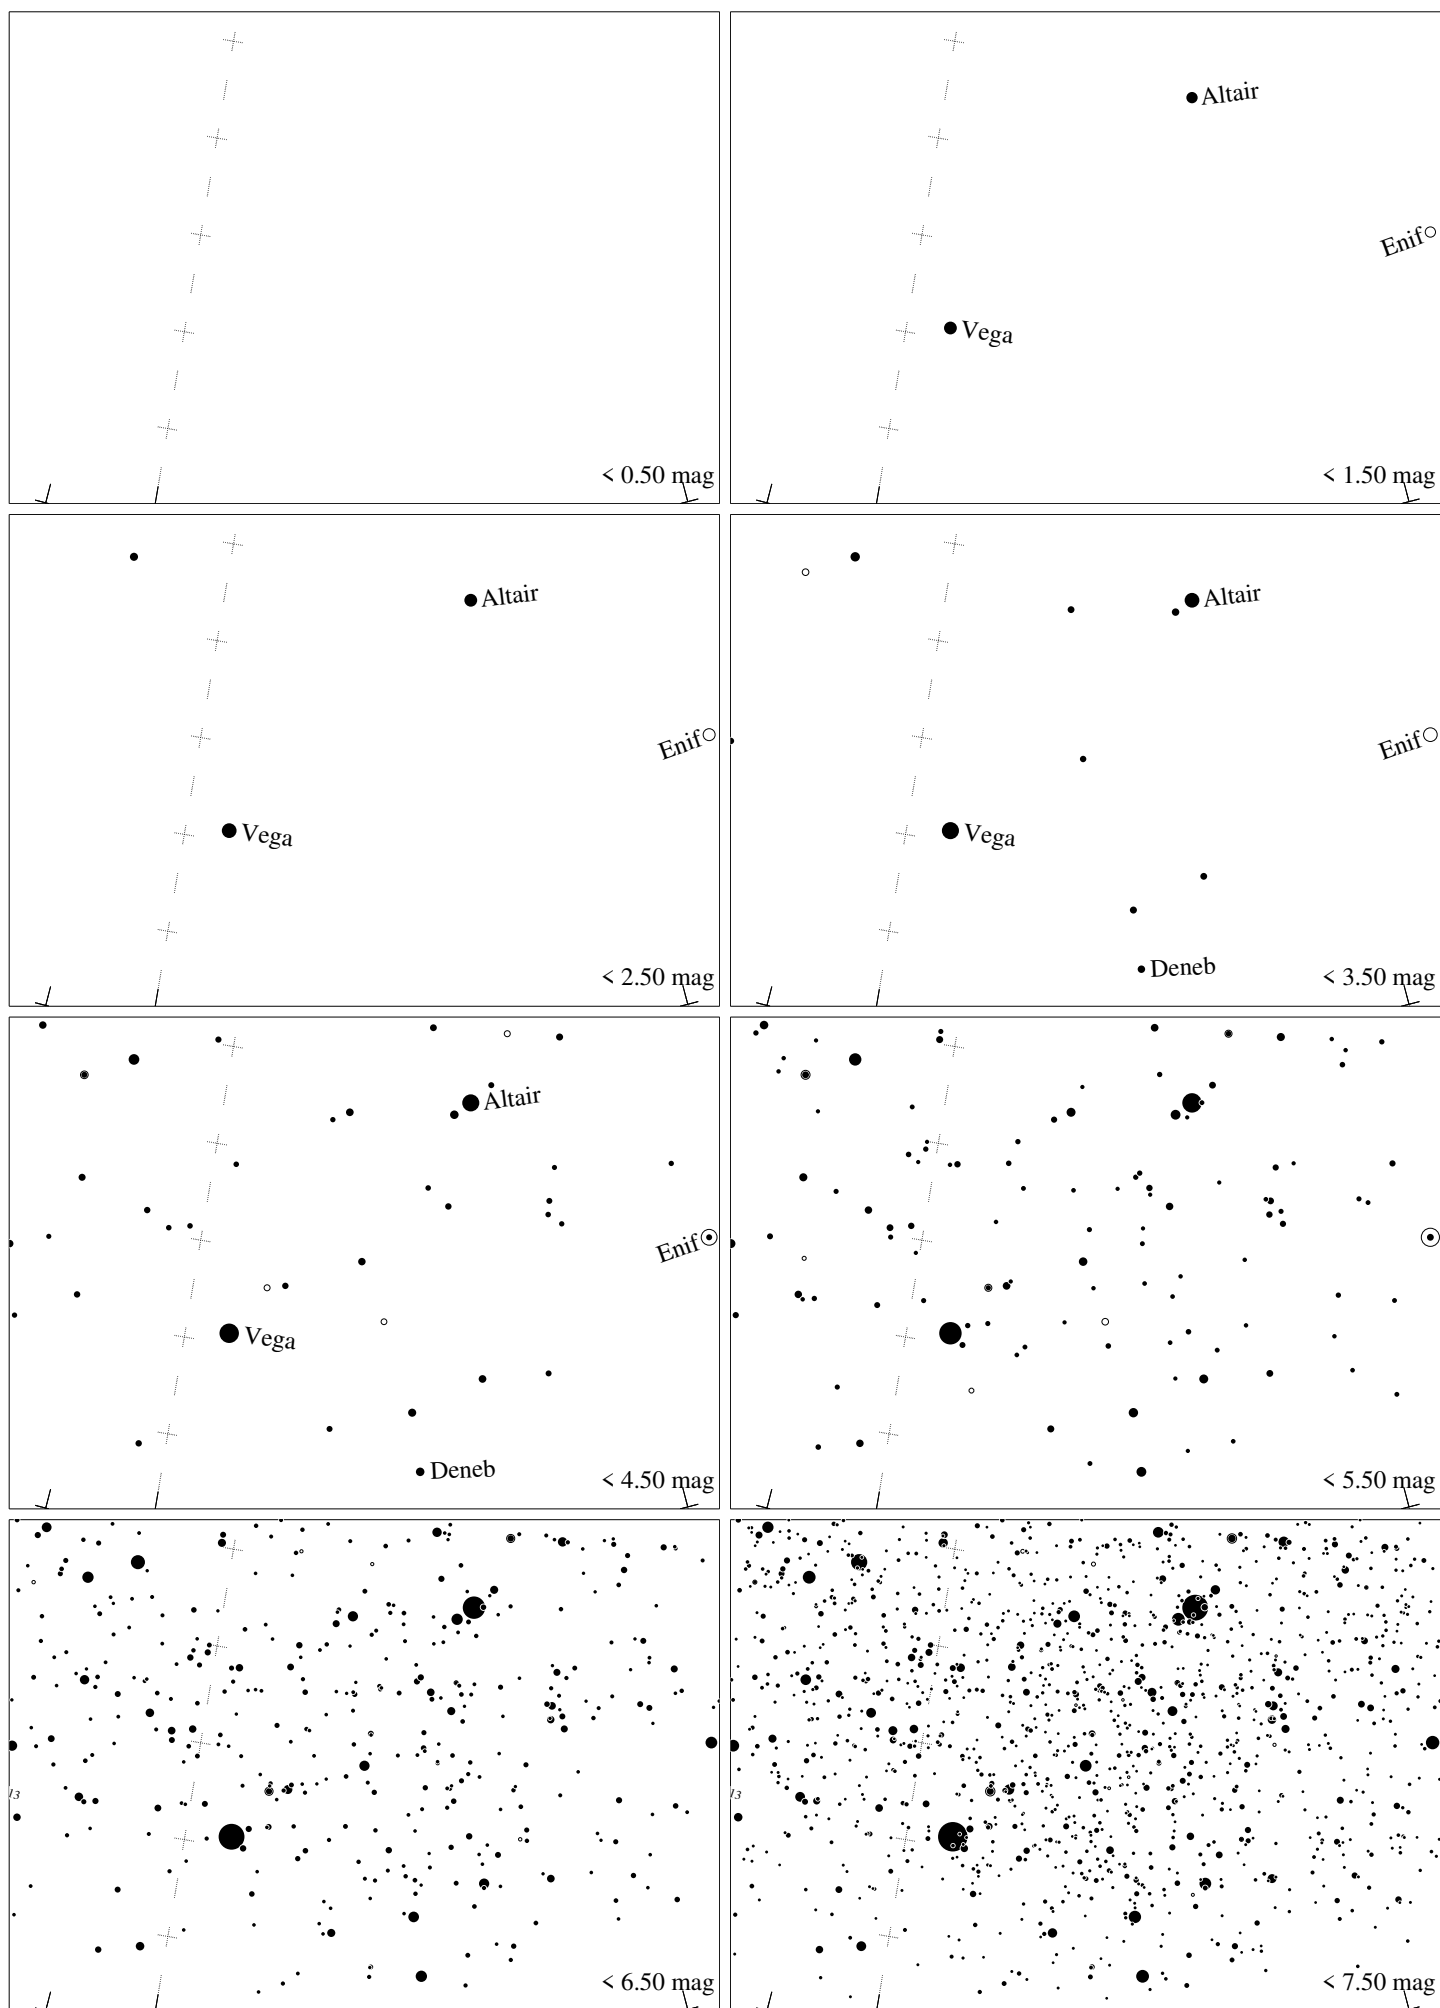 Altair
Enif
Vega
< 0.50 mag
< 1.50 mag
Altair
Enif
Vega
< 2.50 mag
Altair
Enif
Vega
Deneb
< 3.50 mag
Altair
Enif
Vega
Deneb
< 4.50 mag
< 5.50 mag
< 6.50 mag
< 7.50 mag